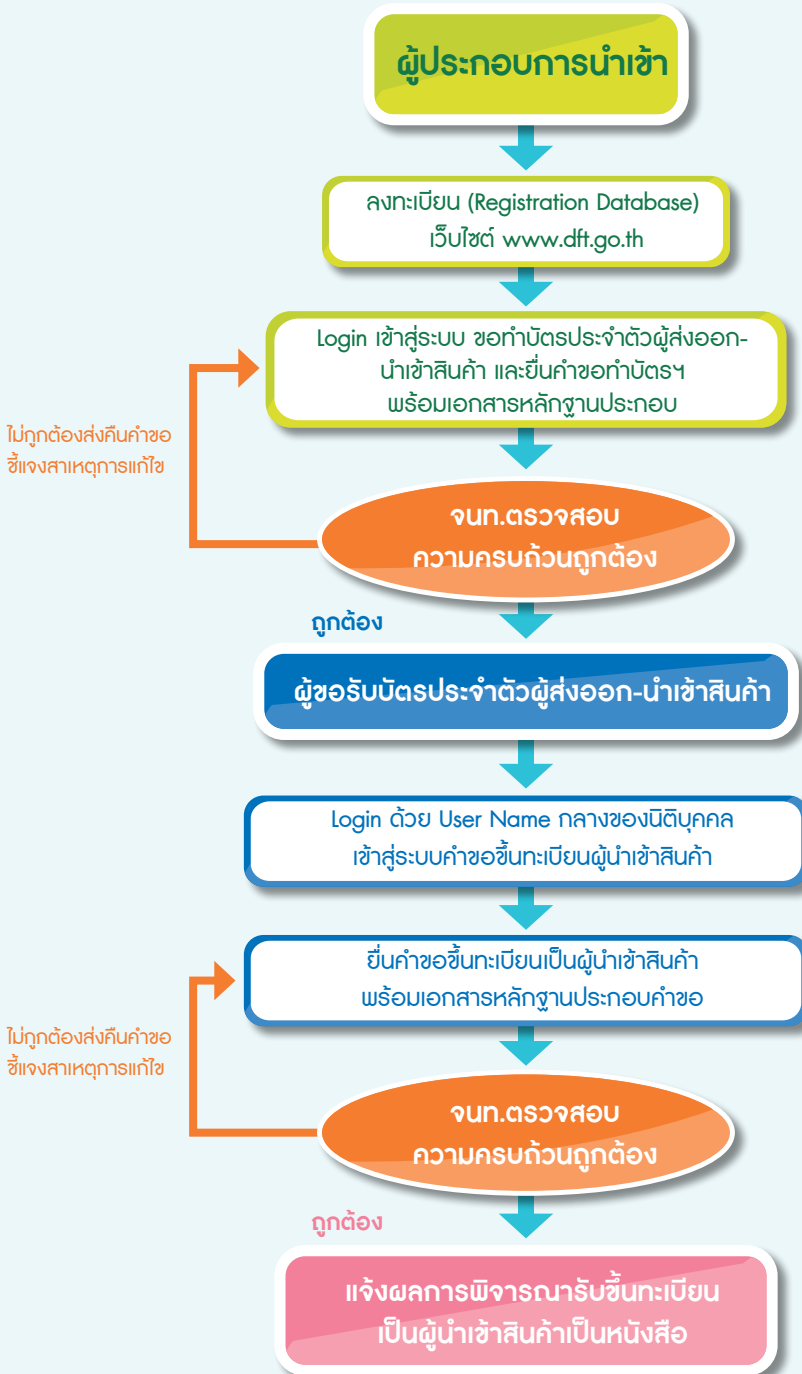 ผู้ประกอบการนำเข้า
ลงทะเบียน (Registration Database)
เว็บไซต์ www.dft.go.th
Login เข้าสู่ระบบ ขอทำบัตรประจำตัวผู้ส่งออก-
นำเข้าสินค้า และยื่นคำขอทำบัตรฯ
พร้อมเอกสารหลักฐานประกอบ
ไม่ถูกต้องส่งคืนคำขอ
ชี้แจงสาเหตุการแก้ไข
จนท.ตรวจสอบ
ความครบถ้วนถูกต้อง
ถูกต้อง
ผู้ขอรับบัตรประจำตัวผู้ส่งออก-นำเข้าสินค้า
Login ด้วย User Name กลางของนิติบุคคล
เข้าสู่ระบบคำขอขึ้นทะเบียนผู้นำเข้าสินค้า
ยื่นคำขอขึ้นทะเบียนเป็นผู้นำเข้าสินค้า
พร้อมเอกสารหลักฐานประกอบคำขอ
ไม่ถูกต้องส่งคืนคำขอ
ชี้แจงสาเหตุการแก้ไข
จนท.ตรวจสอบ
ความครบถ้วนถูกต้อง
ถูกต้อง
แจ้งผลการพิจารณารับขึ้นทะเบียน
เป็นผู้นำเข้าสินค้าเป็นหนังสือ